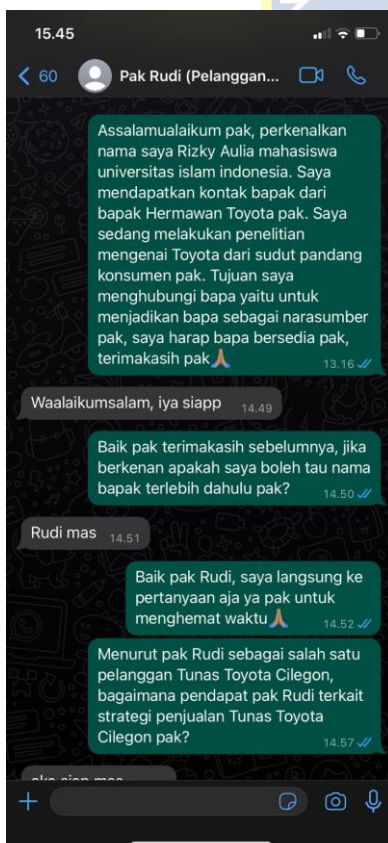 15.45
60
Pak Rudi (Pelanggan...
Assalamualaikum pak, perkenalkan
nama saya Rizky Aulia mahasiswa
universitas islam indonesia. Saya
mendapatkan kontak bapak dari
bapak Hermawan Toyota pak. Saya
sedang melakukan penelitian
mengenai Toyota dari sudut pandang
konsumen pak. Tujuan saya
menghubungi bapa yaitu untuk
menjadikan bapa sebagai narasumber
pak, saya harap bapa bersedia pak,
terimakasih pak🙏🏽
13.16
Waalaikumsalam, iya siapp
14.49
Baik pak terimakasih sebelumnya, jika
berkenan apakah saya boleh tau nama
bapak terlebih dahulu pak?
14.50
Rudi mas
14.51
Baik pak Rudi, saya langsung ke
pertanyaan aja ya pak untuk
menghemat waktu🙏🏽
14.52
Menurut pak Rudi sebagai salah satu
pelanggan Tunas Toyota Cilegon,
bagaimana pendapat pak Rudi terkait
strategi penjualan Tunas Toyota
Cilegon pak?
14.57